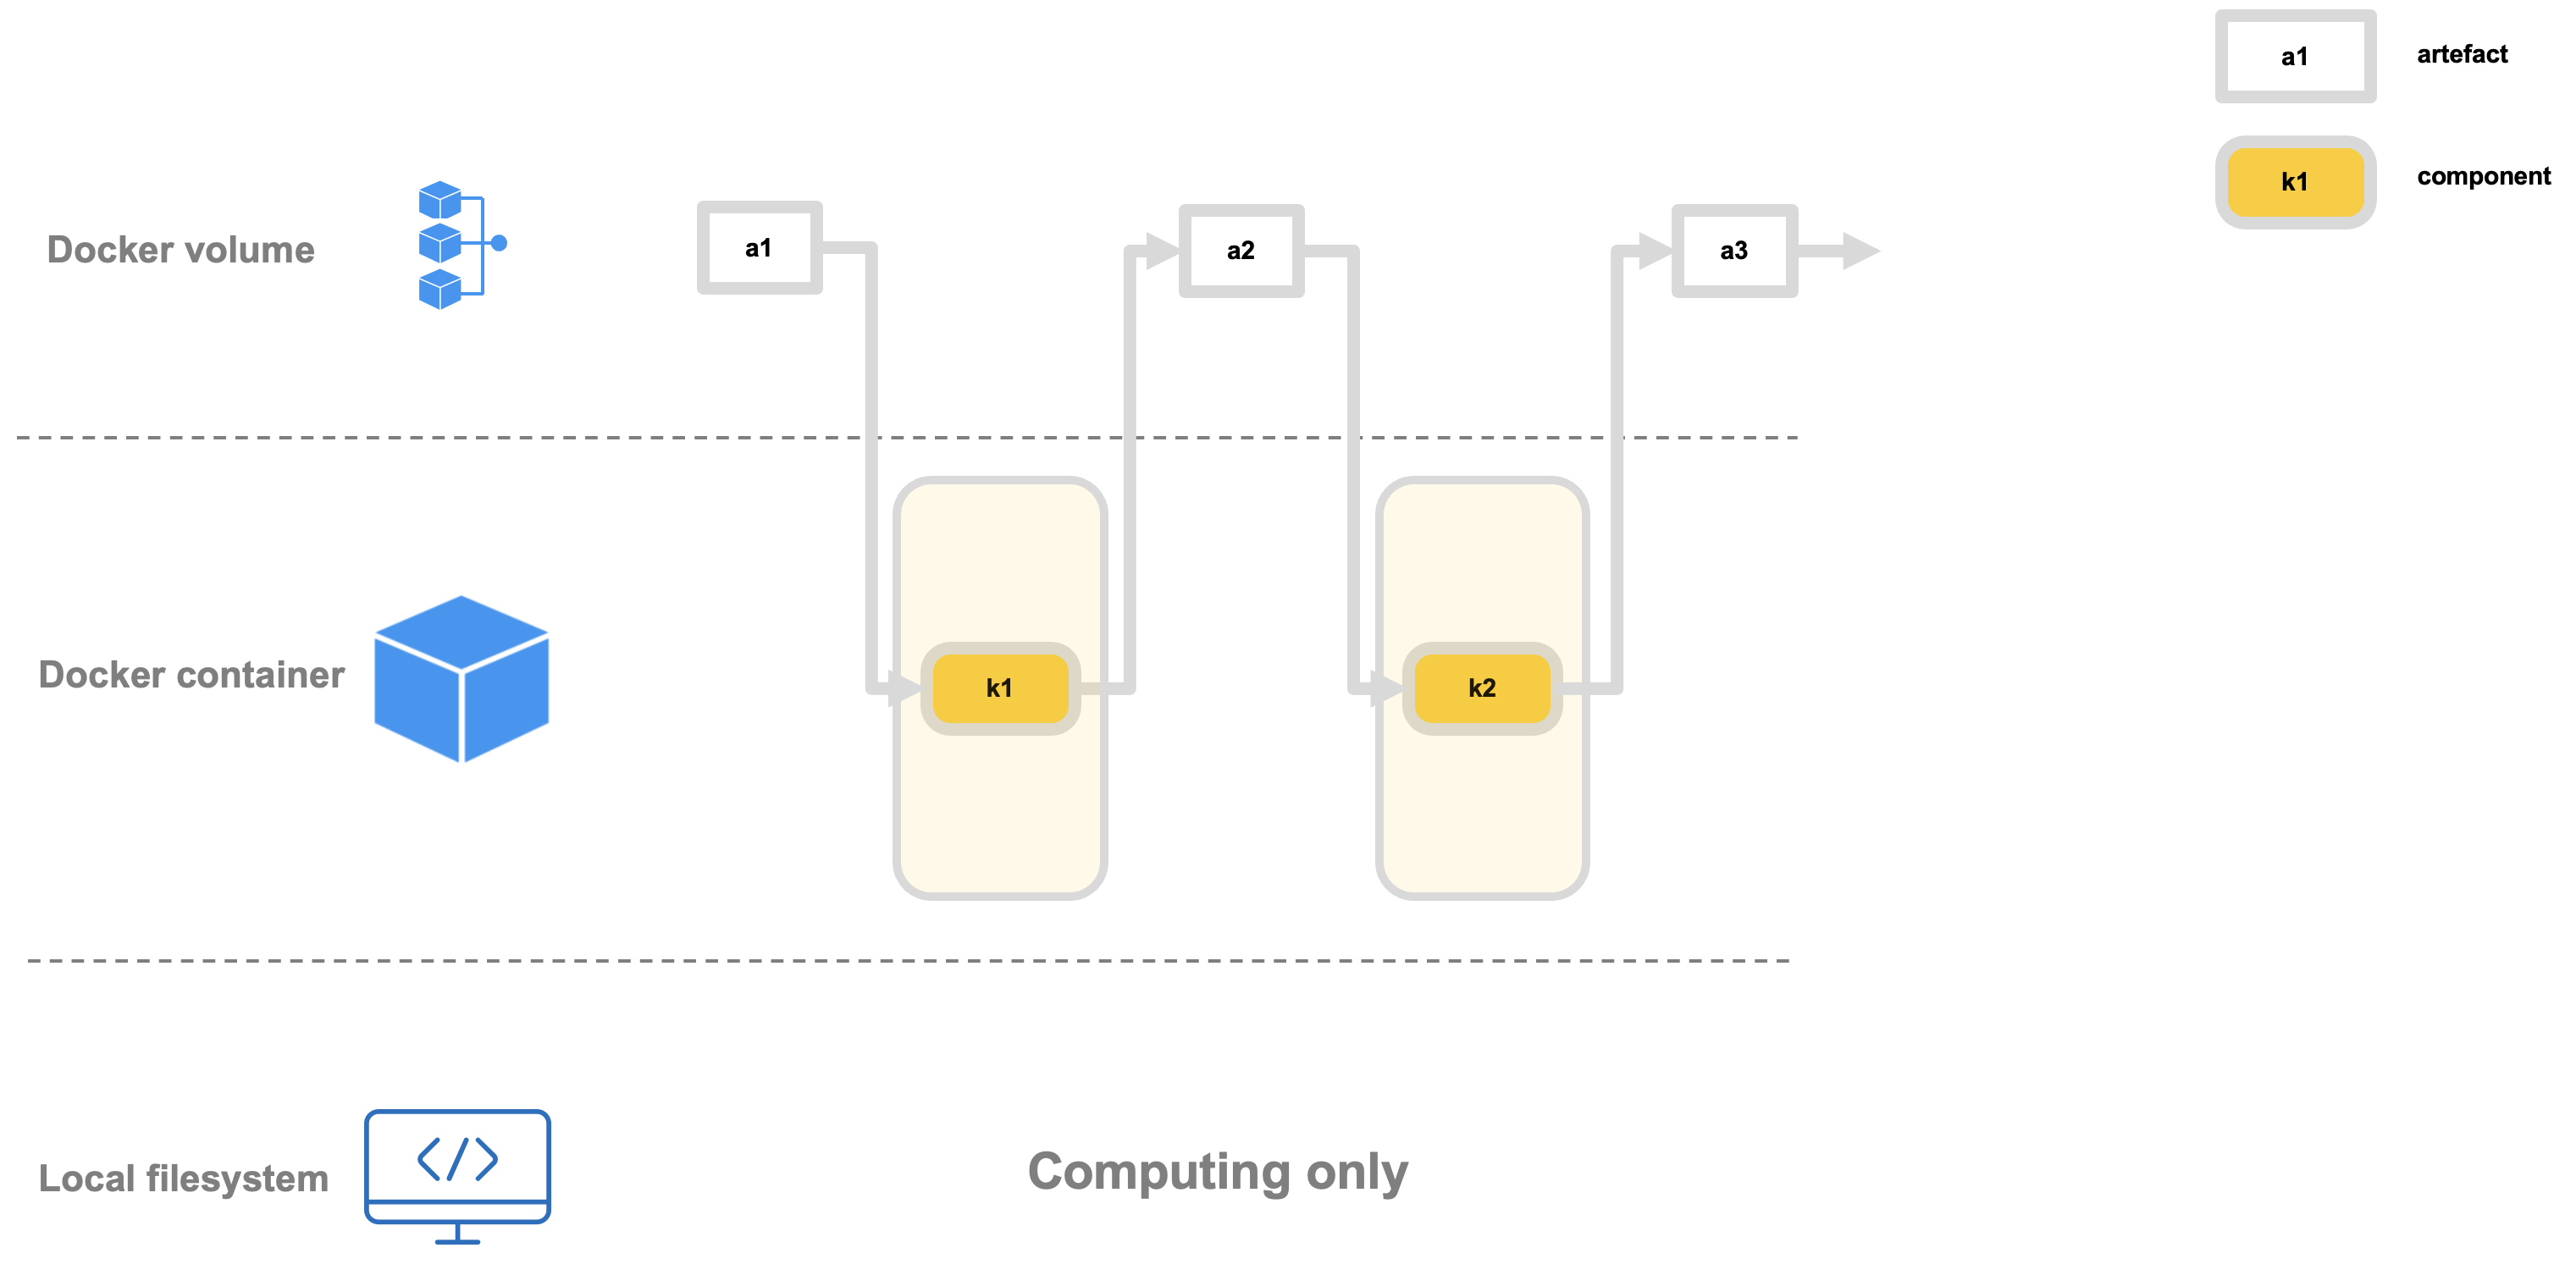 a1
artefact
k1
component
Docker volume
a1
a2
a3
Docker container
k1
k2
Local filesystem
</>
Computing only